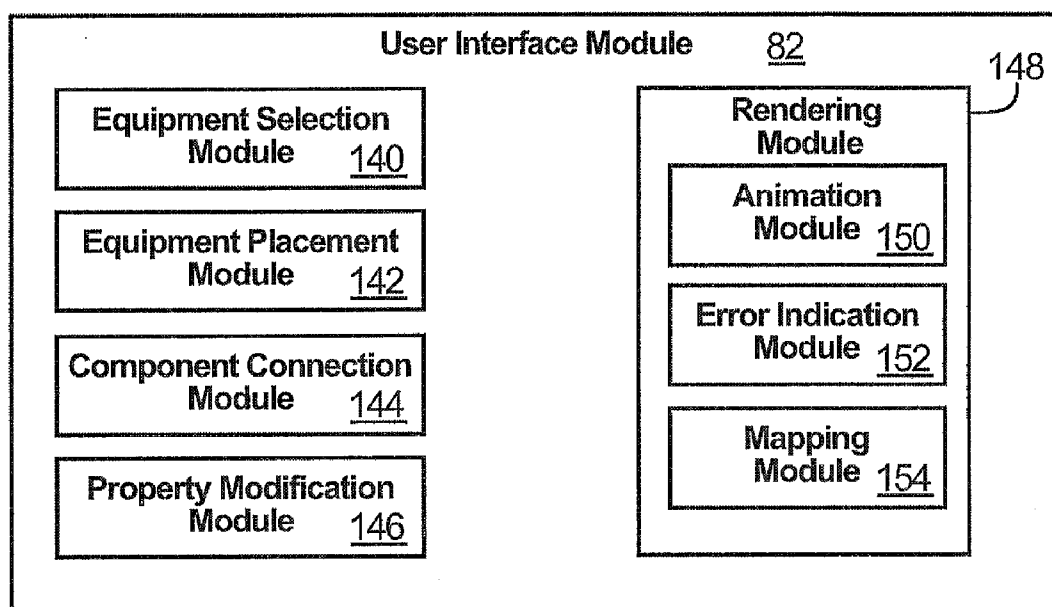 User Interface Module 82
148
Equipment Selection
Module 140
Equipment Placement
Module 142
Component Connection
Module 144
Property Modification
Module 146
Rendering
Module
Animation
Module 150
Error Indication
Module 152
Mapping
Module 154